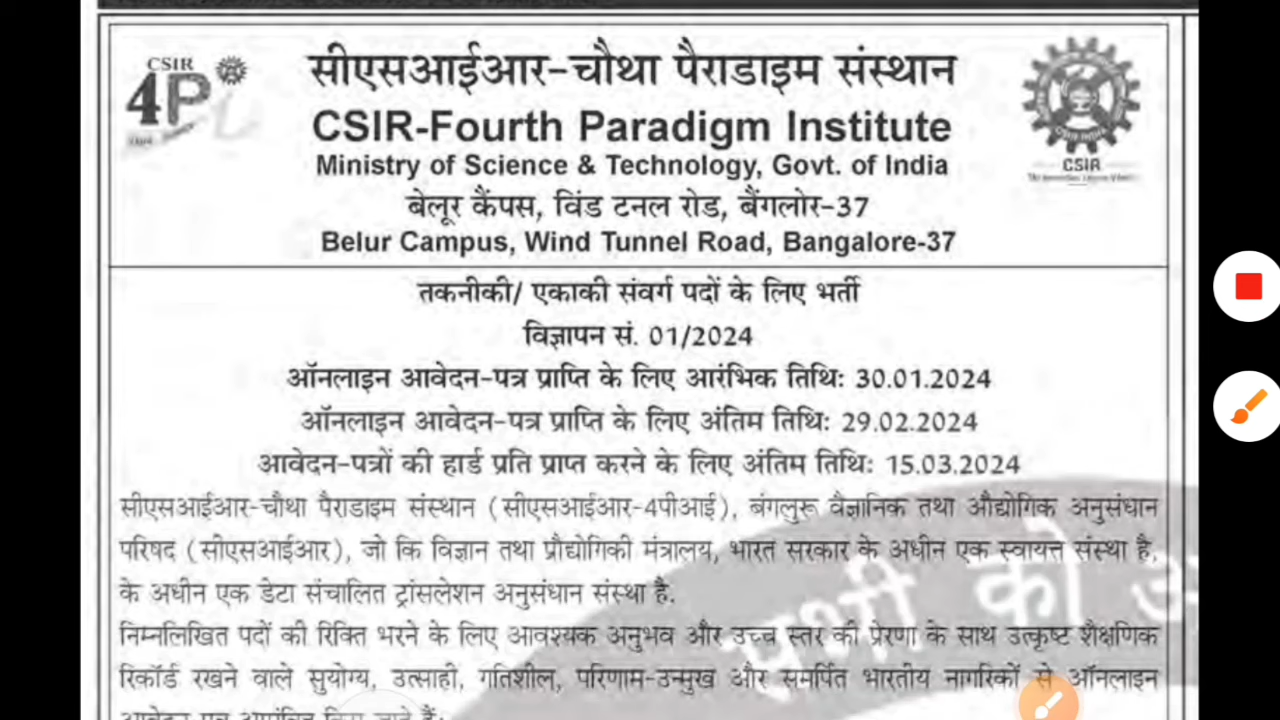 CSIR
4PI
सीएसआईआर-चौथा पैराडाइम संस्थान
CSIR-Fourth Paradigm Institute
Ministry of Science & Technology, Govt. of India
बेलूर कैंपस, विंड टनल रोड, बैंगलोर-37
Belur Campus, Wind Tunnel Road, Bangalore-37
CSIR
तकनीकी/ एकाकी संवर्ग पदों के लिए भर्ती
विज्ञापन सं. 01/2024
ऑनलाइन आवेदन-पत्र प्राप्ति के लिए आरंभिक तिथिः 30.01.2024
ऑनलाइन आवेदन-पत्र प्राप्ति के लिए अंतिम तिथिः 29.02.2024
आवेदन-पत्रों की हार्ड प्रति प्राप्त करने के लिए अंतिम तिथिः 15.03.2024
सीएसआईआर-चौथा पैराडाइम संस्थान (सीएसआईआर-4पीआई), बंगलुरू वैज्ञानिक तथा औद्योगिक अनुसंधान
परिषद (सीएसआईआर), जो कि विज्ञान तथा प्रौद्योगिकी मंत्रालय, भारत सरकार के अधीन एक स्वायत्त संस्था है,
के अधीन एक डेटा संचालित ट्रांसलेशन अनुसंधान संस्था है.
निम्नलिखित पदों की रिक्ति भरने के लिए आवश्यक अनुभव और उच्च स्तर की प्रेरणा के साथ उत्कृष्ट शैक्षणिक
रिकॉर्ड रखने वाले सुयोग्य, उत्साही, गतिशील, परिणाम-उन्मुख और समर्पित भारतीय नागरिकों से ऑनलाइन
सभी को